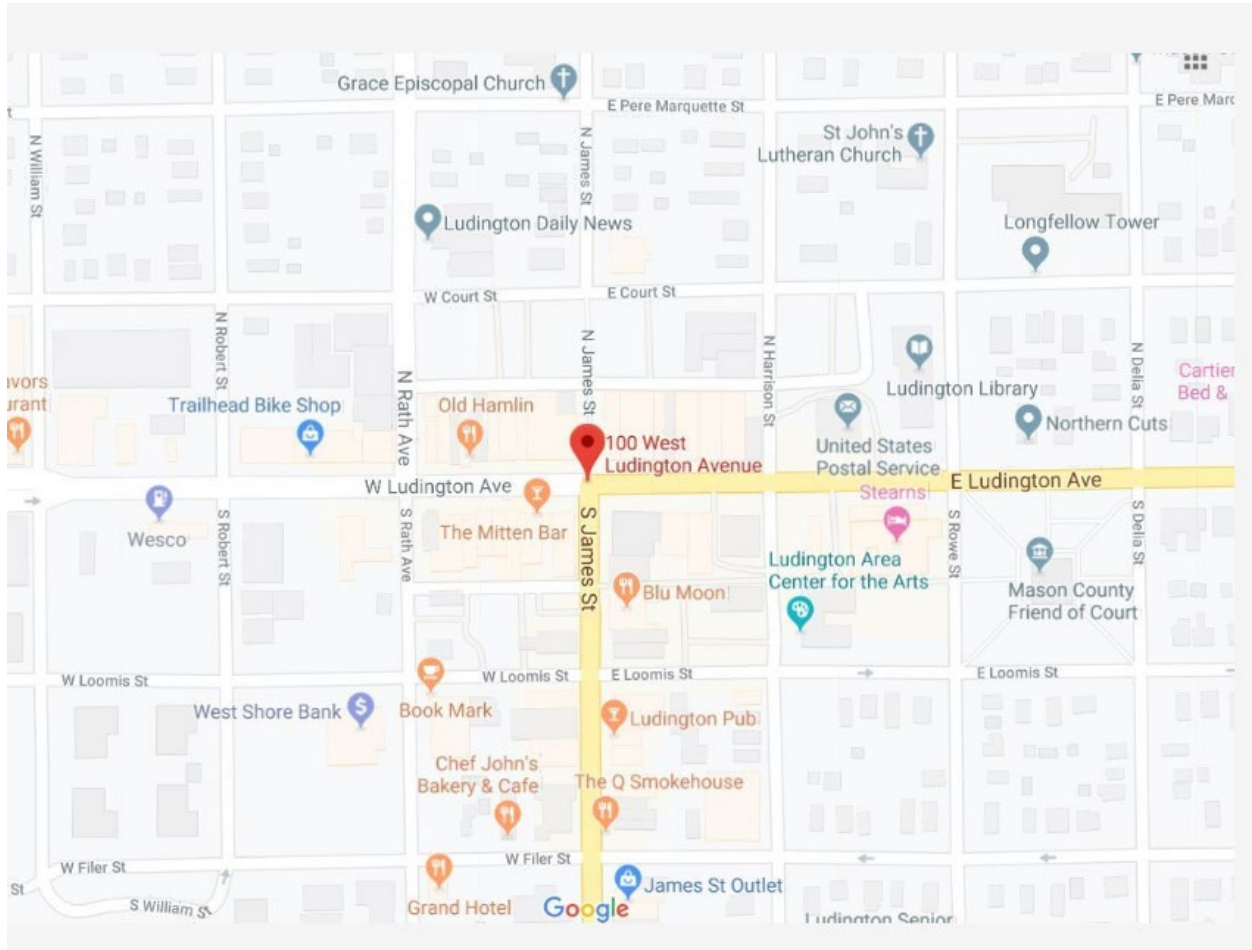 Grace Episcopal Church
E Pere Marquette St
E Pere Marc
N William St
N James St
St John's
Lutheran Church
Ludington Daily News
Longfellow Tower
W Court St
E Court St
N Robert St
N Rath Ave
N James St
N Harrison St
N Delia St
Ludington Library
Cartier
Bed &
vors
urant
Trailhead Bike Shop
Old Hamlin
Northern Cuts
100 West
Ludington Avenue
United States
Postal Service
W Ludington Ave
E Ludington Ave
Stearns
Wesco
The Mitten Bar
S Robert St
S Rath Ave
S James St
S Rowe St
S Delia St
Ludington Area
Center for the Arts
Blu Moon
Mason County
Friend of Court
W Loomis St
W Loomis St
E Loomis St
E Loomis St
West Shore Bank
Book Mark
Ludington Pub
Chef John's
Bakery & Cafe
The Q Smokehouse
W Filer St
W Filer St
St
S William St
Grand Hotel
Google
James St Outlet
Ludington Senior